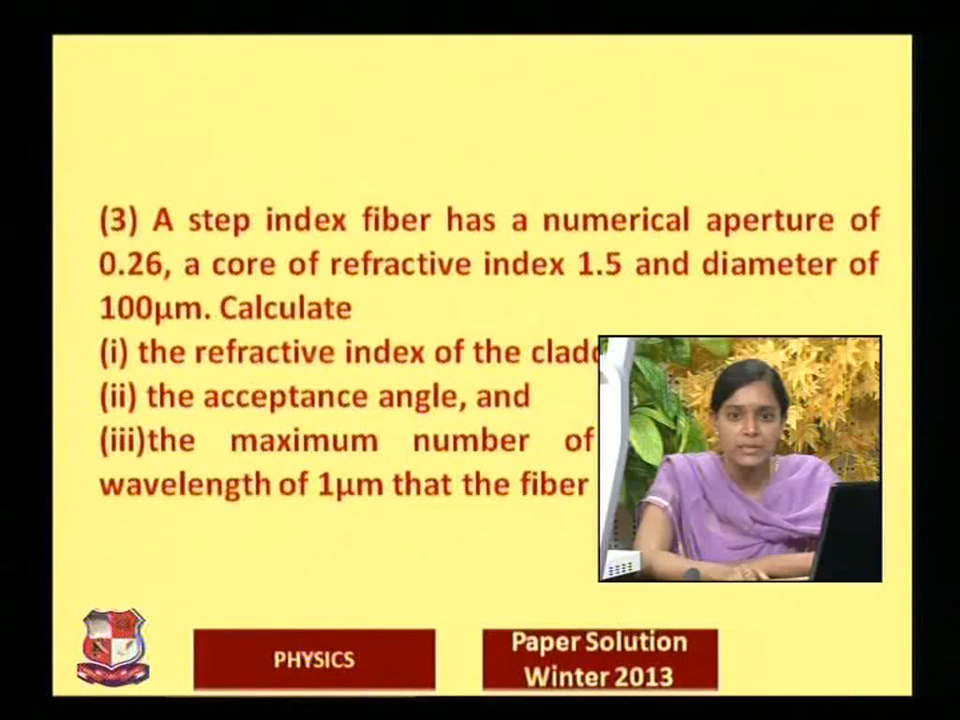 (3) A step index fiber has a numerical aperture of
0.26, a core of refractive index 1.5 and diameter of
100µm. Calculate
(i) the refractive index of the
(ii) the acceptance angle, and
(iii)the maximum number of
wavelength of 1µm that the fiber
PHYSICS
Paper Solution
Winter 2013